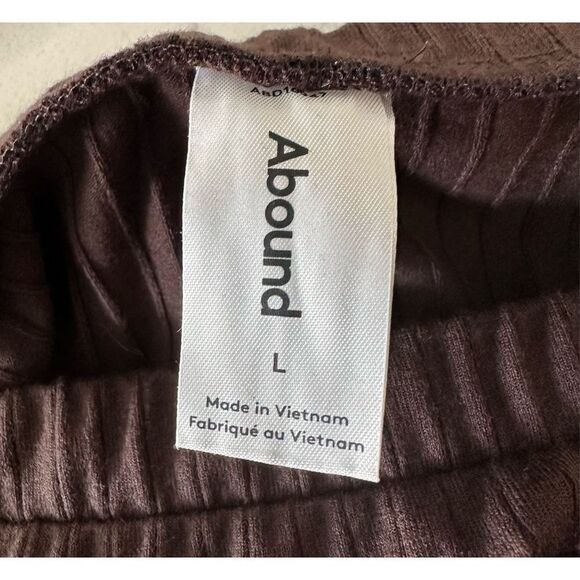 Abound
L
Made in Vietnam
Fabriqué au Vietnam